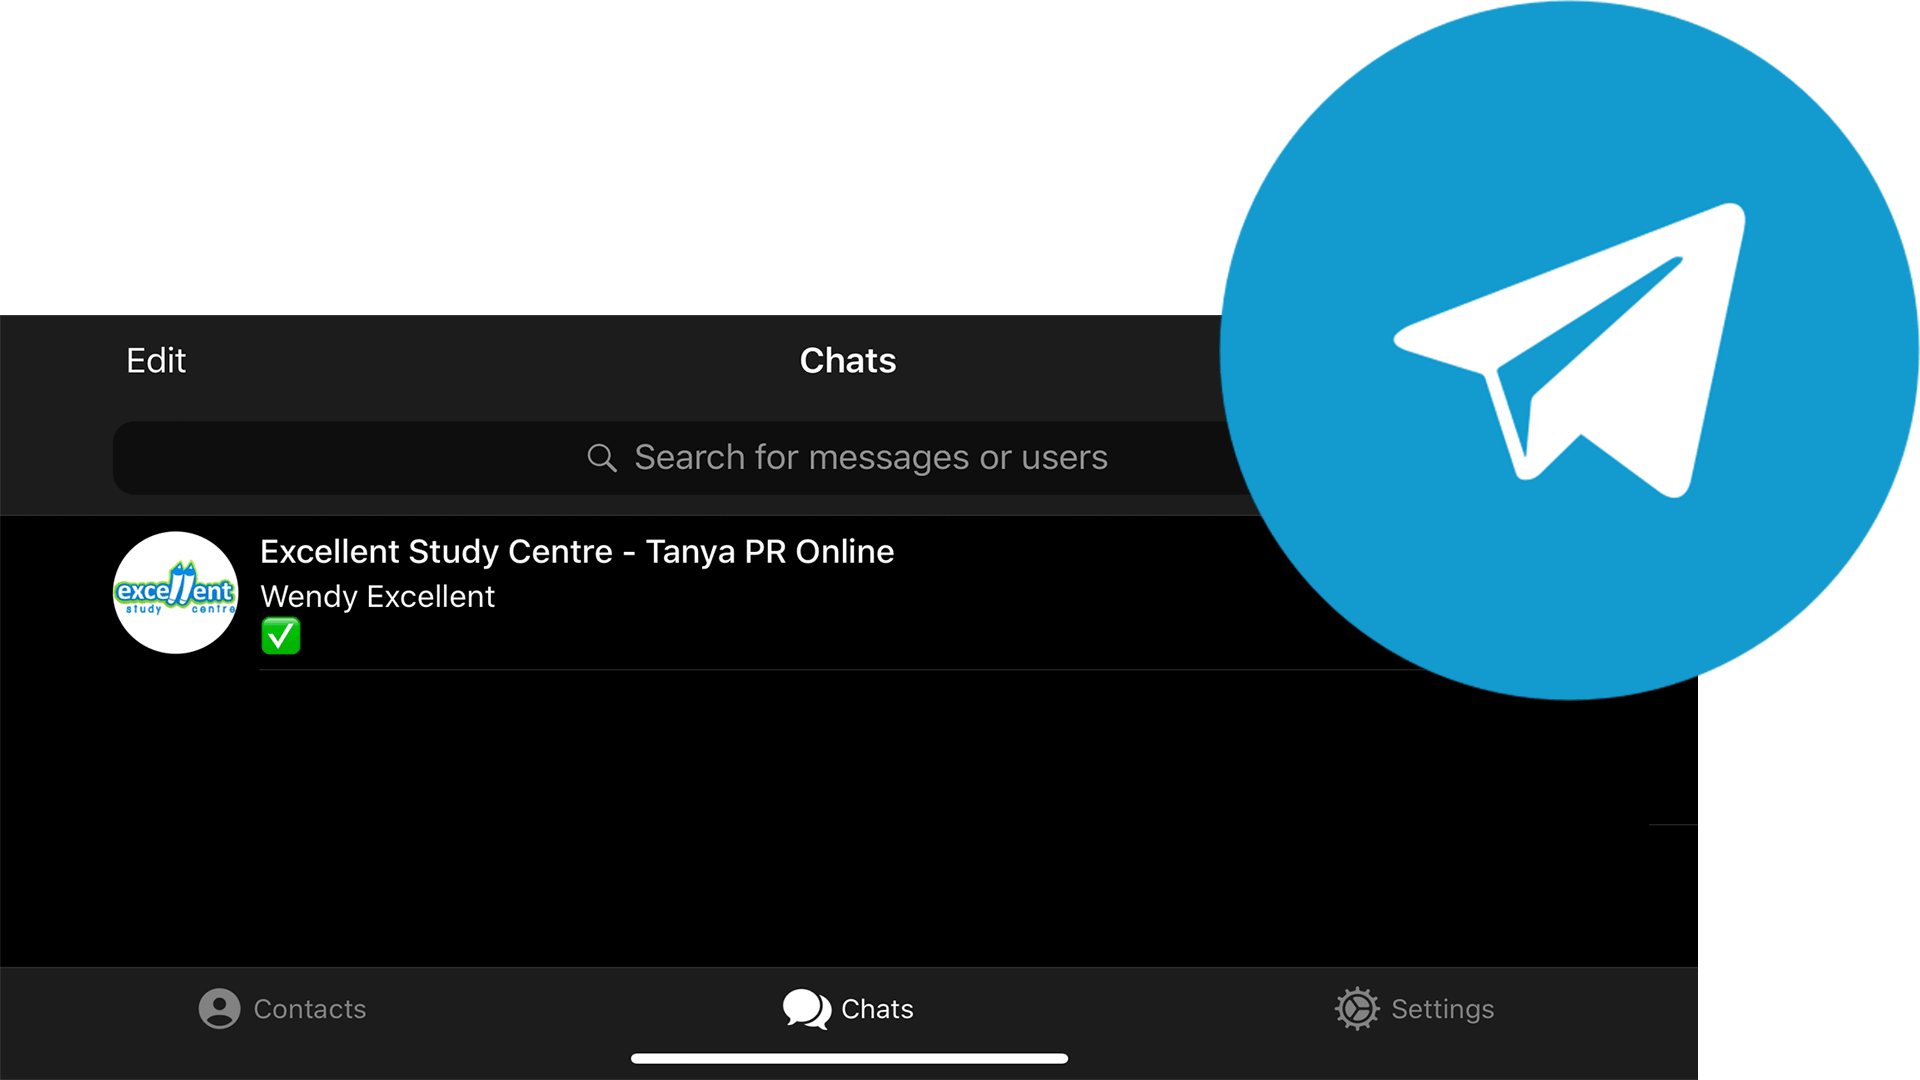 Edit
Chats
Search for messages or users
Excellent Study Centre - Tanya PR Online
Wendy Excellent
✅
excellent
study centre
Contacts
Chats
Settings